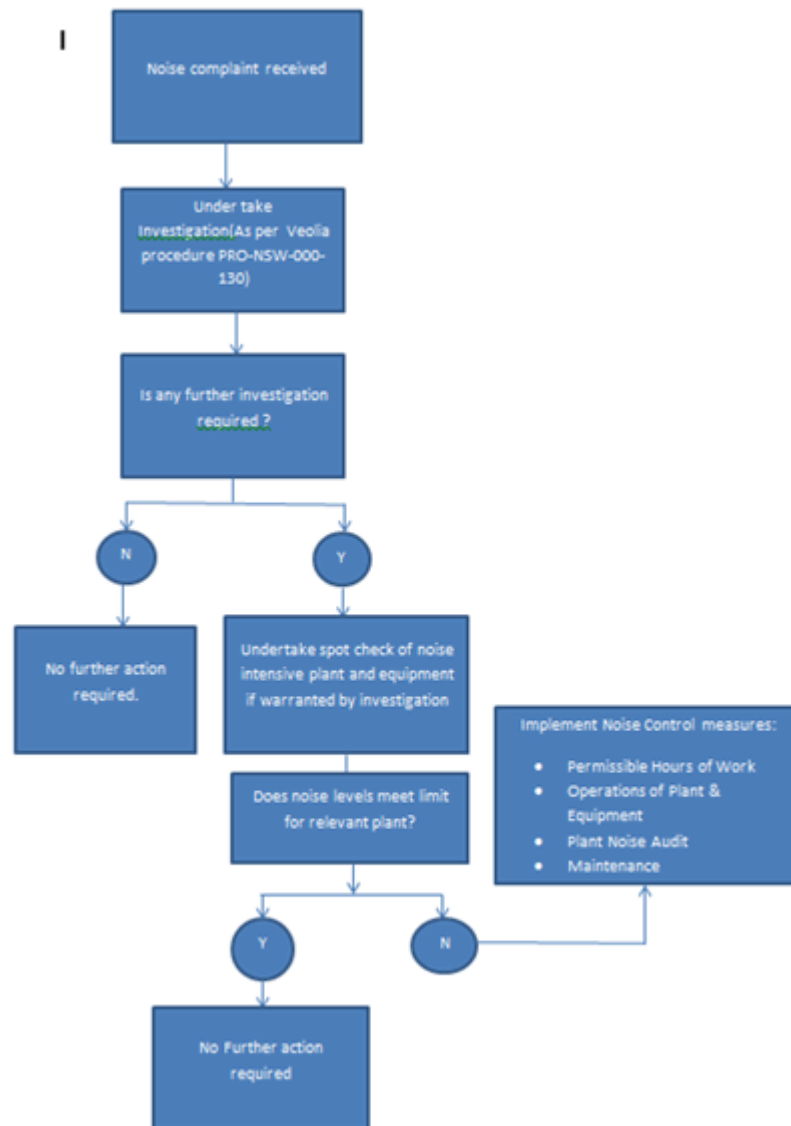 I
Noise complaint received
Under take
Investigation(As per Veolia
procedure PRO-NSW-000-
130)
Is any further investigation
required ?
N
Y
No further action
required.
Undertake spot check of noise
intensive plant and equipment
if warranted by investigation
Implement Noise Control measures:
• Permissible Hours of Work
• Operations of Plant &
Equipment
• Plant Noise Audit
• Maintenance
Does noise levels meet limit
for relevant plant?
Y
N
No Further action
required